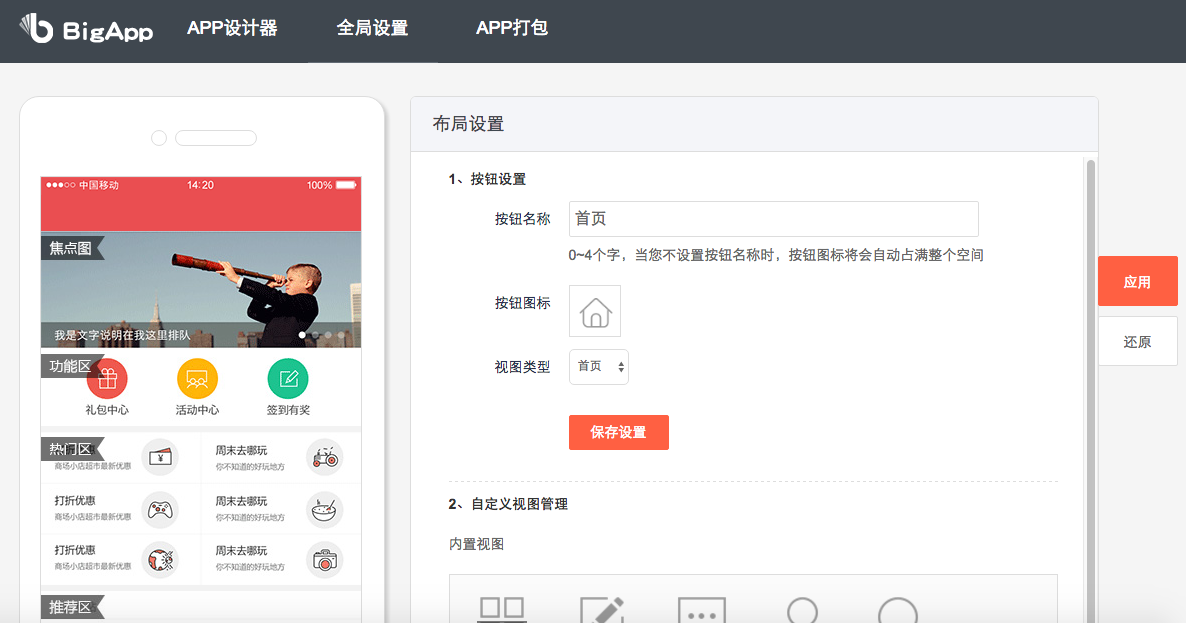 BigApp
APP设计器
全局设置
APP打包
中国移动
14:20
100%
焦点图
我是文字说明在我这里排队
功能区
礼包中心
活动中心
签到有奖
热门区
惠
商场小店超市最新优惠
周末去哪玩
你不知道的好玩地方
打折优惠
商场小店超市最新优惠
周末去哪玩
你不知道的好玩地方
打折优惠
商场小店超市最新优惠
周末去哪玩
你不知道的好玩地方
推荐区
布局设置
1、按钮设置
按钮名称
首页
0~4个字，当您不设置按钮名称时，按钮图标将会自动占满整个空间
按钮图标
视图类型
首页
保存设置
2、自定义视图管理
内置视图
应用
还原